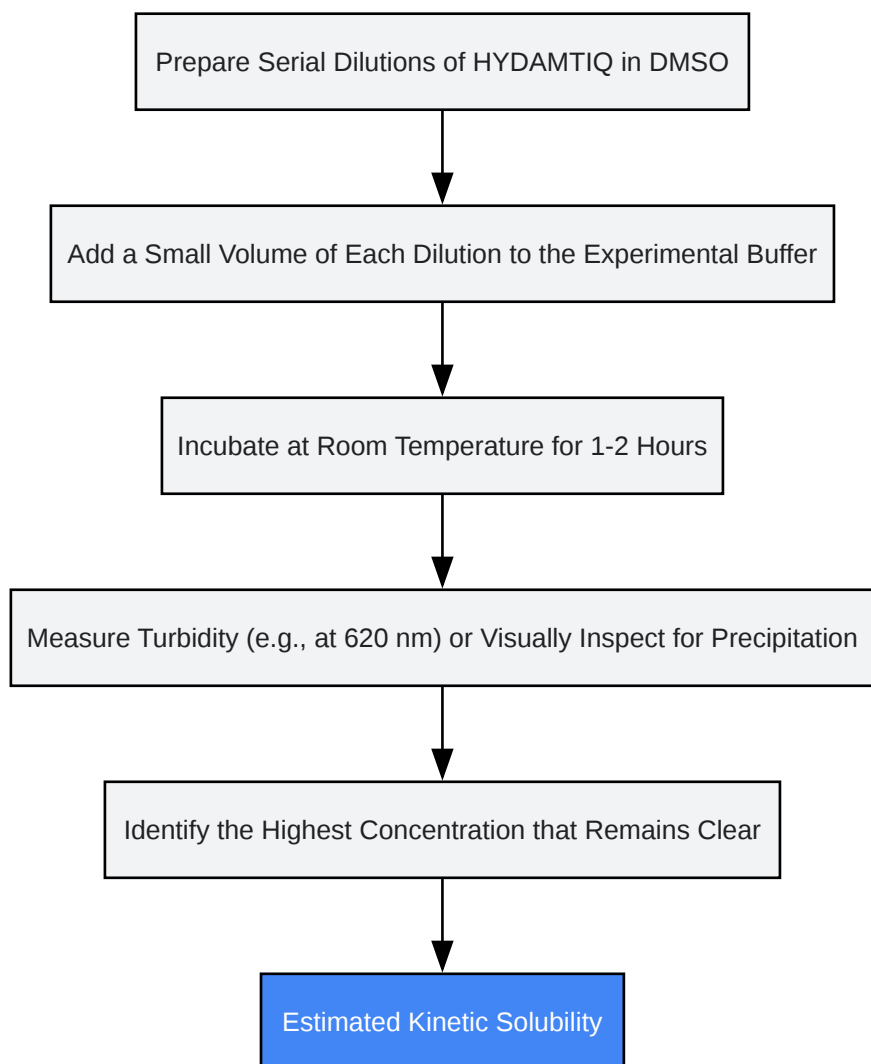 Prepare Serial Dilutions of HYDAMTIQ in DMSO
Add a Small Volume of Each Dilution to the Experimental Buffer
Incubate at Room Temperature for 1-2 Hours
Measure Turbidity (e.g., at 620 nm) or Visually Inspect for Precipitation
Identify the Highest Concentration that Remains Clear
Estimated Kinetic Solubility